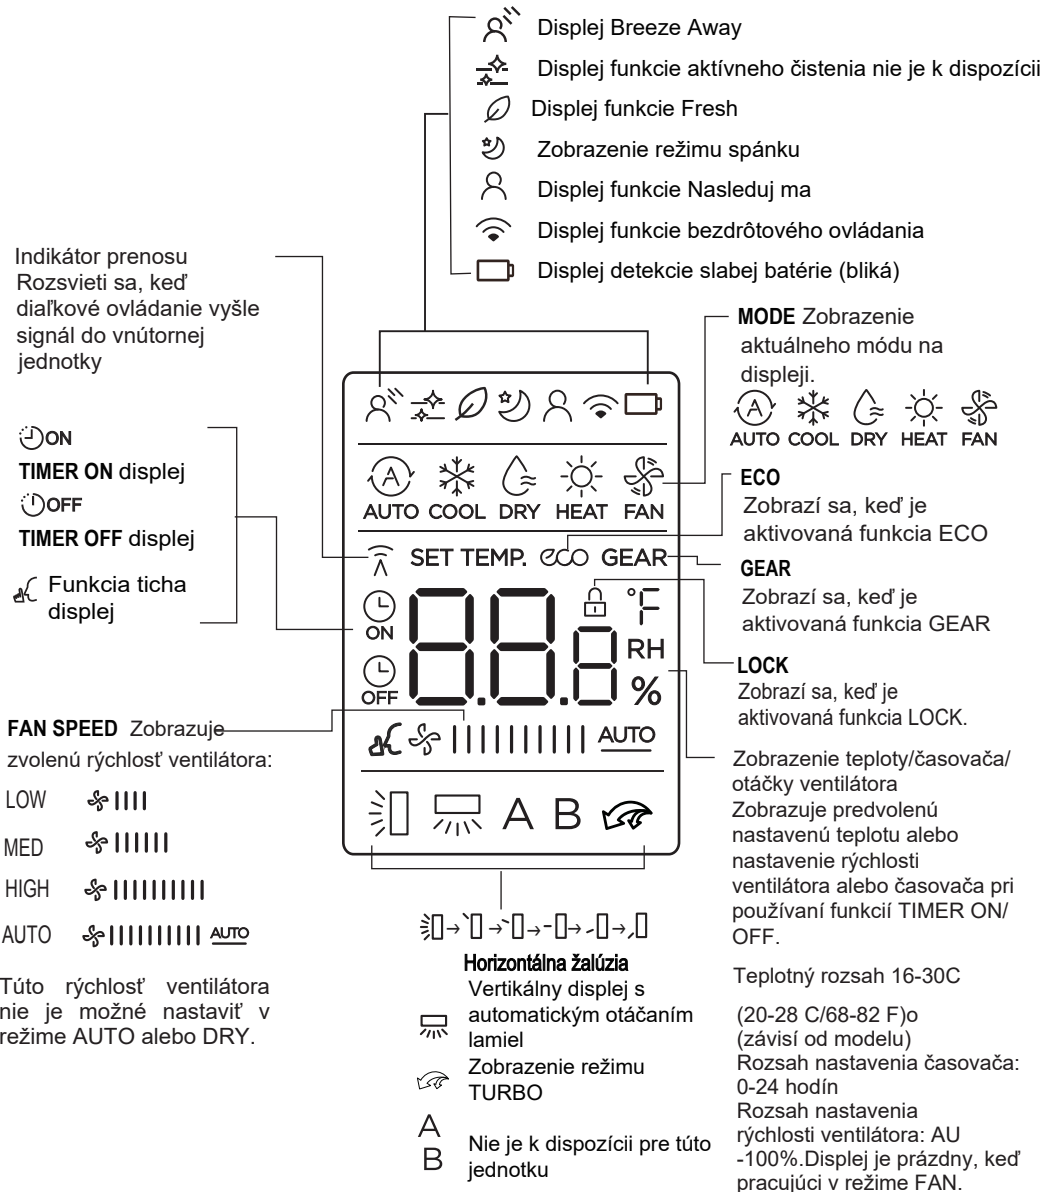 Displej Breeze Away
Displej funkcie aktívneho čistenia nie je k dispozícii
Displej funkcie Fresh
Zobrazenie režimu spánku
Displej funkcie Nasleduj ma
Displej funkcie bezdrôtového ovládania
Displej detekcie slabej batérie (bliká)
Indikátor prenosu
Rozsvieti sa, keď
diaľkové ovládanie vyšle
signál do vnútornej
jednotky
ON
TIMER ON displej
OFF
TIMER OFF displej
Funkcia ticha
displej
FAN SPEED Zobrazuje
zvolenú rýchlosť ventilátora:
LOW
MED
HIGH
AUTO AUTO
Túto rýchlosť ventilátora
nie je možné nastaviť v
režime AUTO alebo DRY.
A
AUTO COOL DRY HEAT FAN
SET TEMP. eco GEAR
ON
OFF
88.8
°F
RH
%
AUTO
A B
Horizontálna žalúzia
Vertikálny displej s
automatickým otáčaním
lamiel
Zobrazenie režimu
TURBO
A
B
Nie je k dispozícii pre túto
jednotku
MODE Zobrazenie
aktuálneho módu na
displeji.
A
AUTO COOL DRY HEAT FAN
ECO
Zobrazí sa, keď je
aktivovaná funkcia ECO
GEAR
Zobrazí sa, keď je
aktivovaná funkcia GEAR
LOCK
Zobrazí sa, keď je
aktivovaná funkcia LOCK.
Zobrazenie teploty/časovača/
otáčky ventilátora
Zobrazuje predvolenú
nastavenú teplotu alebo
nastavenie rýchlosti
ventilátora alebo časovača pri
používaní funkcií TIMER ON/
OFF.
Teplotný rozsah 16-30C
(20-28 C/68-82 F)o
(závisí od modelu)
Rozsah nastavenia časovača:
0-24 hodín
Rozsah nastavenia
rýchlosti ventilátora: AU
-100%.Displej je prázdny, keď
pracujúci v režime FAN.